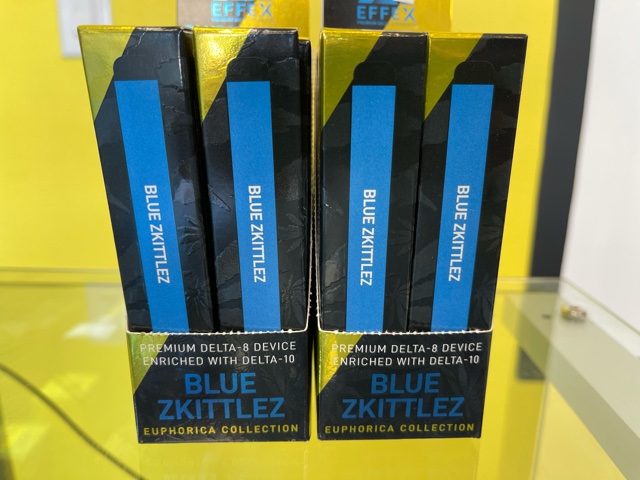 EFFEX
EFFEX
BLUE ZKITTLEZ
BLUE ZKITTLEZ
BLUE ZKITTLEZ
BLUE ZKITTLEZ
PREMIUM DELTA-8 DEVICE
ENRICHED WITH DELTA-10
BLUE
ZKITTLEZ
EUPHORICA COLLECTION
PREMIUM DELTA-8 DEVICE
ENRICHED WITH DELTA-10
BLUE
ZKITTLEZ
EUPHORICA COLLECTION